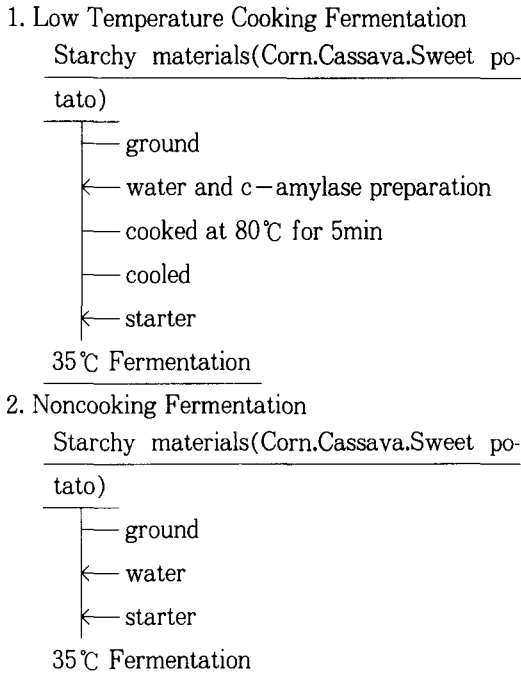 1. Low Temperature Cooking Fermentation
Starchy materials(Corn.Cassava.Sweet po-
tato)
ground
water and c-amylase preparation
cooked at 80℃ for 5min
cooled
starter
35℃ Fermentation
2. Noncooking Fermentation
Starchy materials(Corn.Cassava.Sweet po-
tato)
ground
water
starter
35℃ Fermentation